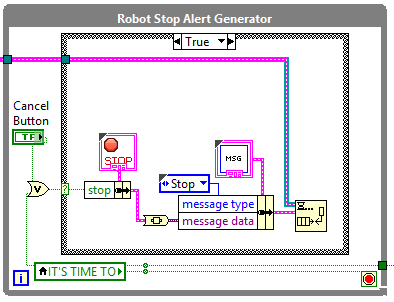 Robot Stop Alert Generator
True
Cancel
Button
TF
STOP
MSG
stop
Stop
message type
message data
V
?
IT'S TIME TO
i